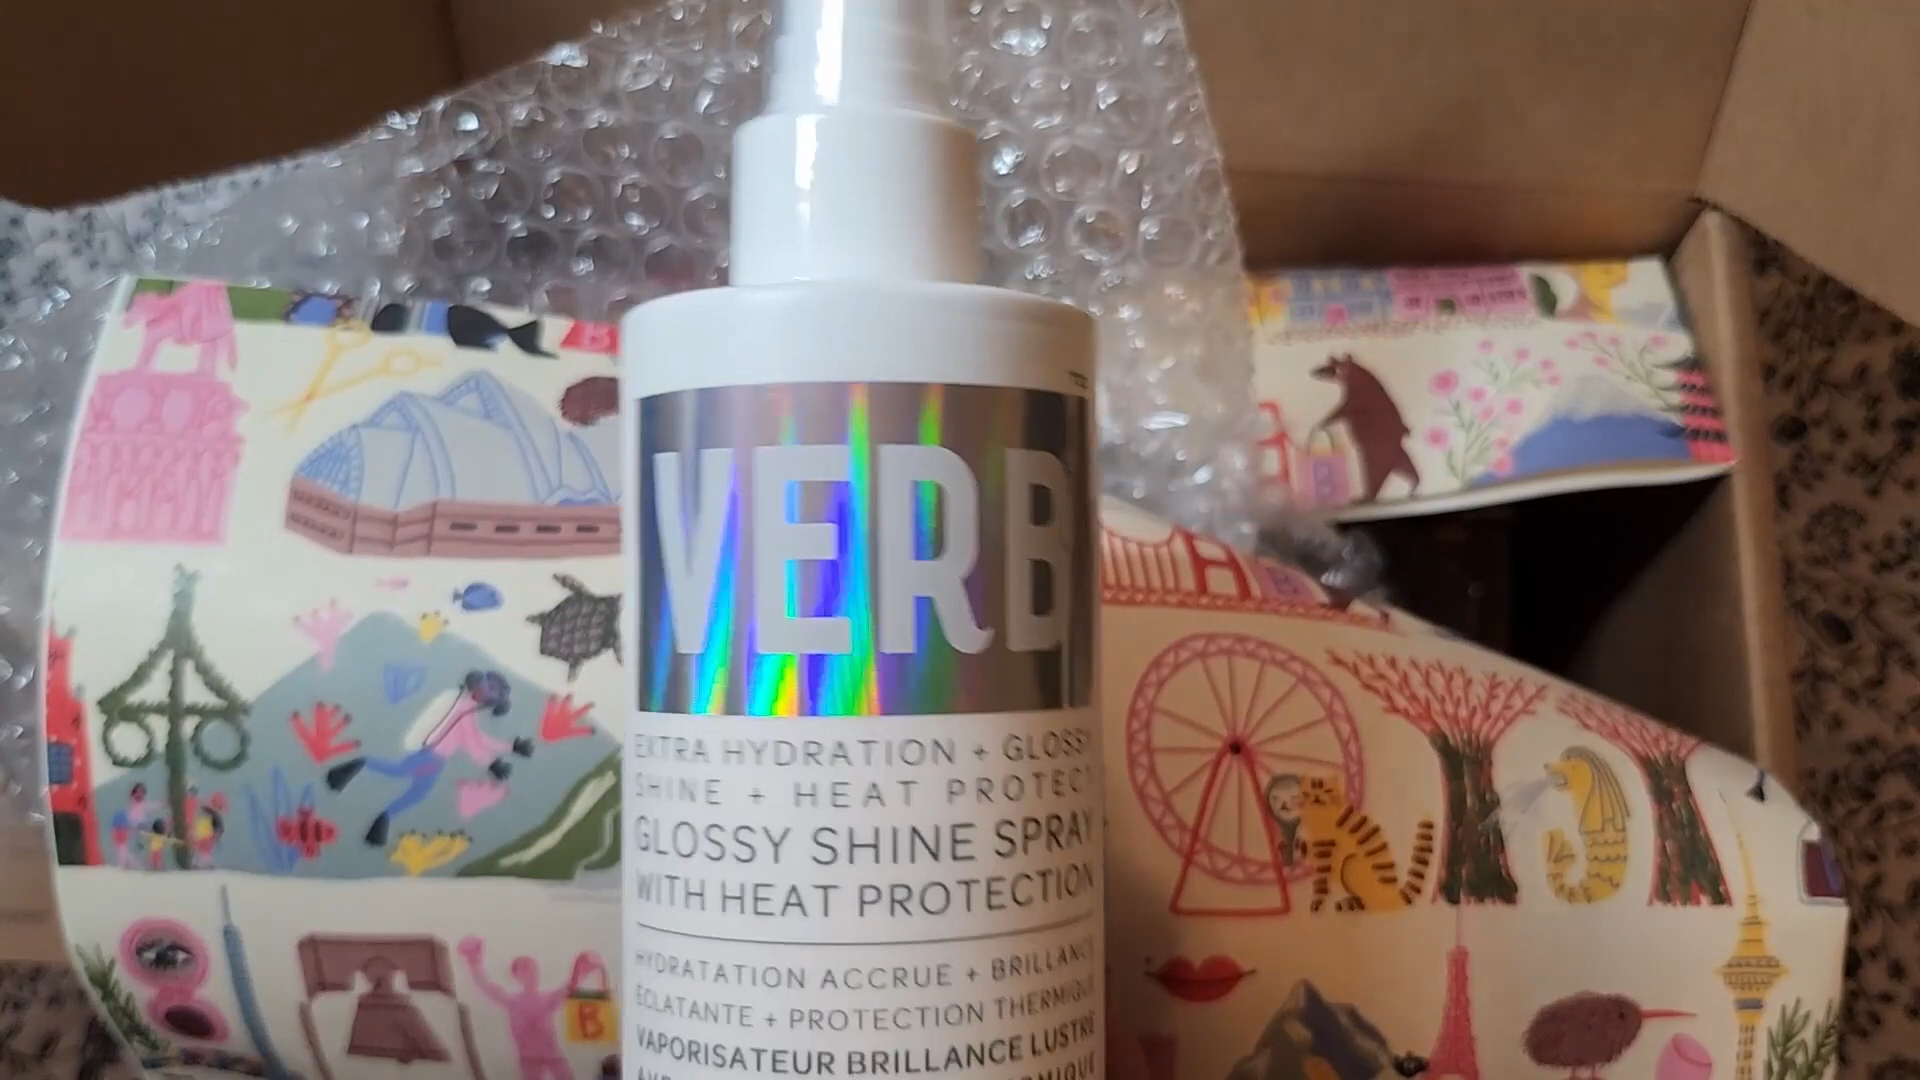 VERB
EXTRA HYDRATION + GLOSSY
SHINE + HEAT PROTECT
GLOSSY SHINE SPRAY
WITH HEAT PROTECTION
HYDRATATION ACCRUE + BRILLANCE
ÉCLATANTE + PROTECTION THERMIQUE
VAPORISATEUR BRILLANCE LUSTRÉ
B
B